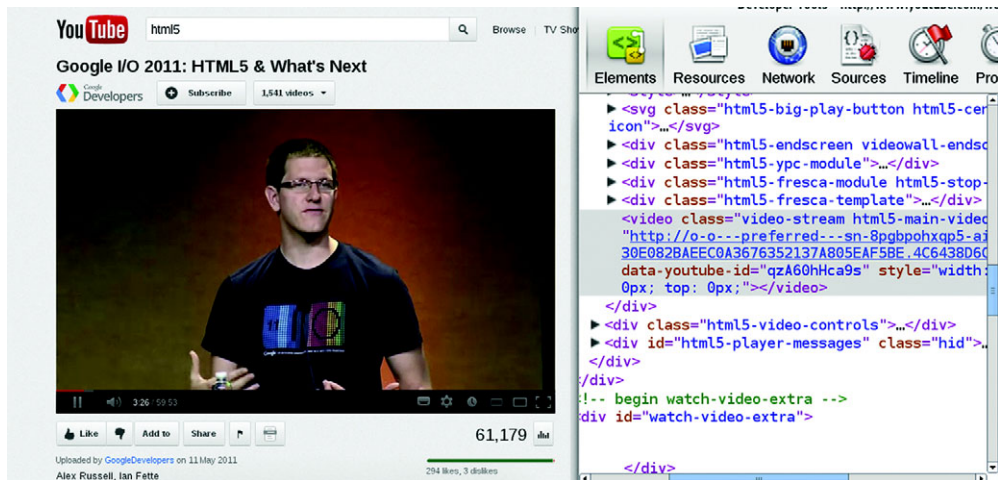 YouTube
html5
Browse | TV
Google I/O 2011: HTML5 & What's Next
Google
Developers
Subscribe
1,541 videos
3:26 / 59:53
Like
Add to
Share
61,179
Uploaded by GoogleDevelopers on 11 May 2011
294 likes, 3 dislikes
Alex Russell, Ian Fette
Elements
Resources
Network
Sources
Timeline
<svg class="html5-big-play-button html5-cen
icon">…</svg>
<div class="html5-endscreen videowall-endsc
<div class="html5-ypc-module">…</div>
<div class="html5-fresca-module html5-stop-
<div class="html5-fresca-template">…</div>
<video class="video-stream html5-main-video
"http://o-o---preferred---sn-8pgbpohxqp5-ai
30E082BAEEC0A3676352137A805EAF5BE.4C6438D6C
data-youtube-id="qzA60hHca9s" style="width:
0px; top: 0px;"></video>
</div>
<div class="html5-video-controls">…</div>
<div id="html5-player-messages" class="hid">…
</div>
/div>
!-- begin watch-video-extra -->
div id="watch-video-extra">
</div>